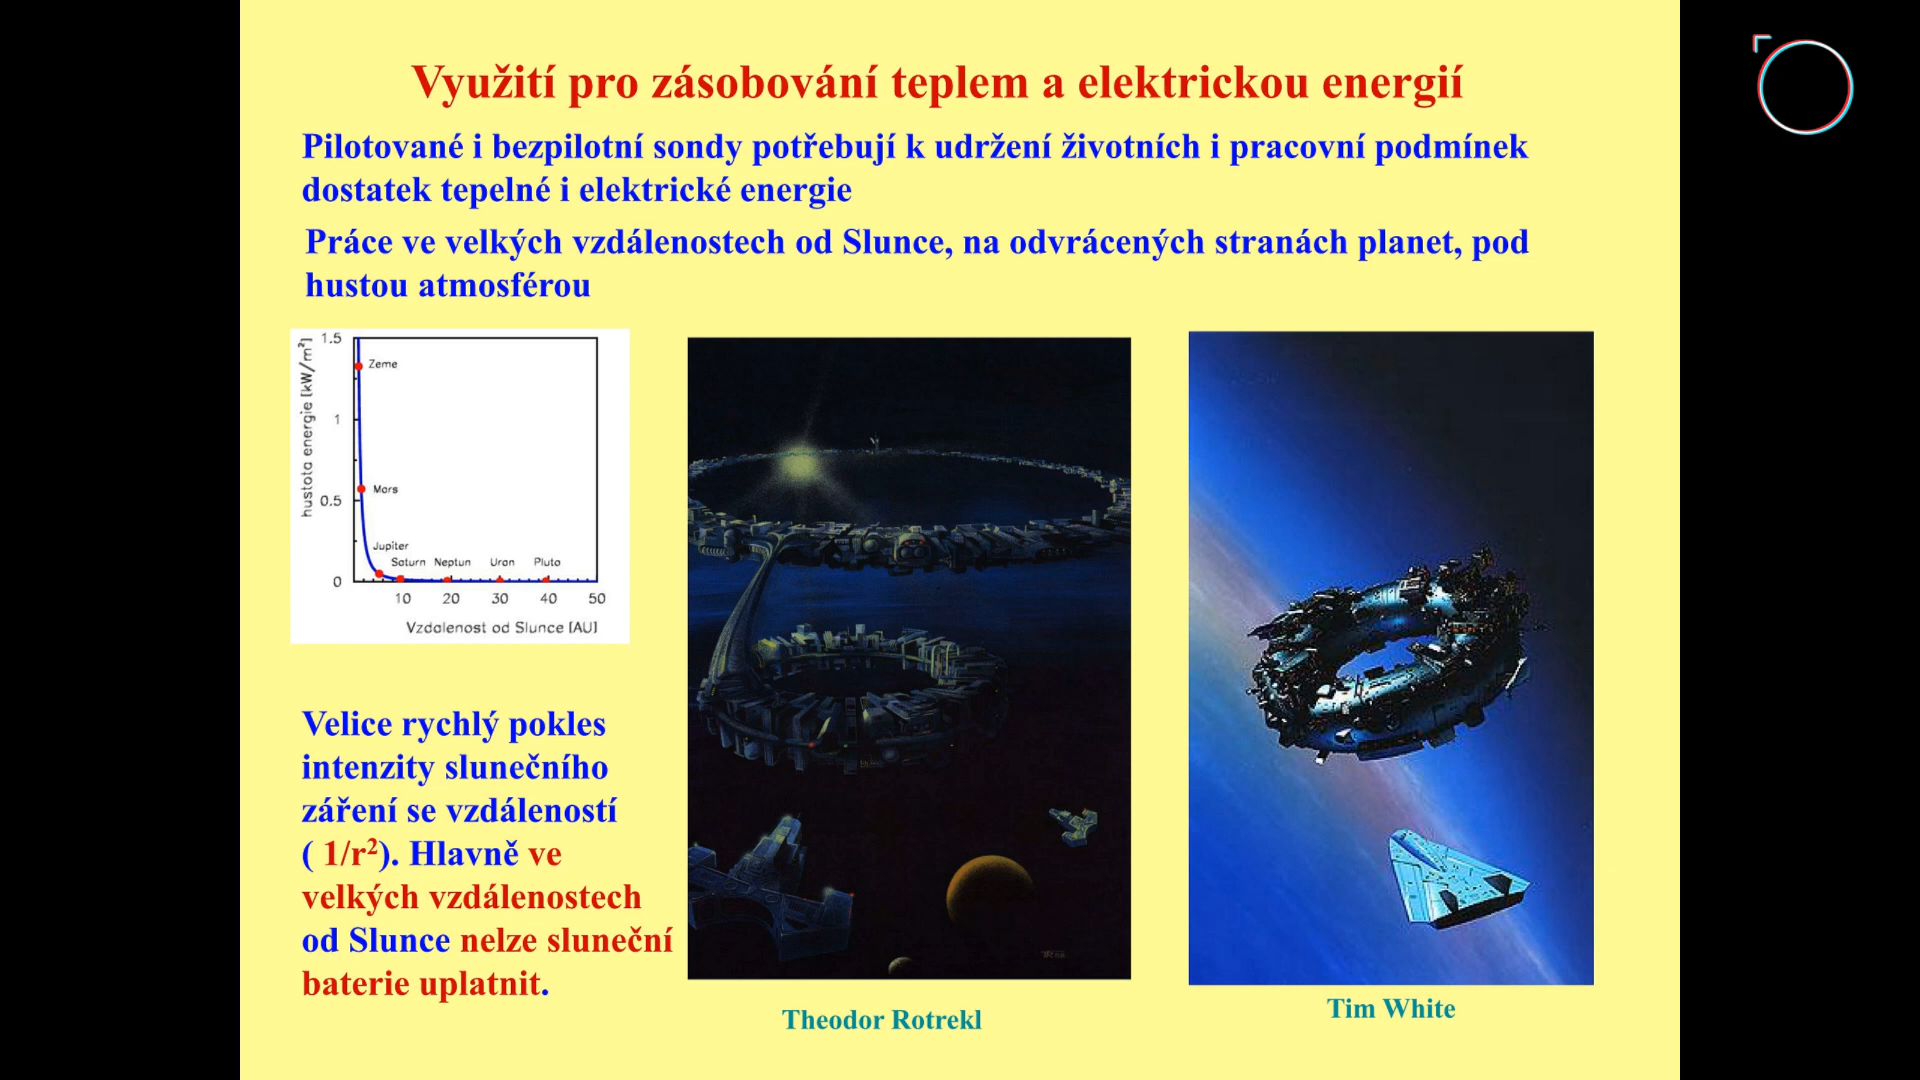 Využití pro zásobování teplem a elektrickou energií
Pilotované i bezpilotní sondy potřebují k udržení životních i pracovní podmínek
dostatek tepelné i elektrické energie
Práce ve velkých vzdálenostech od Slunce, na odvrácených stranách planet, pod
hustou atmosférou
hustota energie [kW/m²]
1.5
1
0.5
0
Zeme
Mars
Jupiter
Saturn Neptun Uran Pluto
10 20 30 40 50
Vzdalenost od Slunce [AU]
Velice rychlý pokles
intenzity slunečního
záření se vzdáleností
( 1/r²). Hlavně ve
velkých vzdálenostech
od Slunce nelze sluneční
baterie uplatnit.
Theodor Rotrekl
Tim White